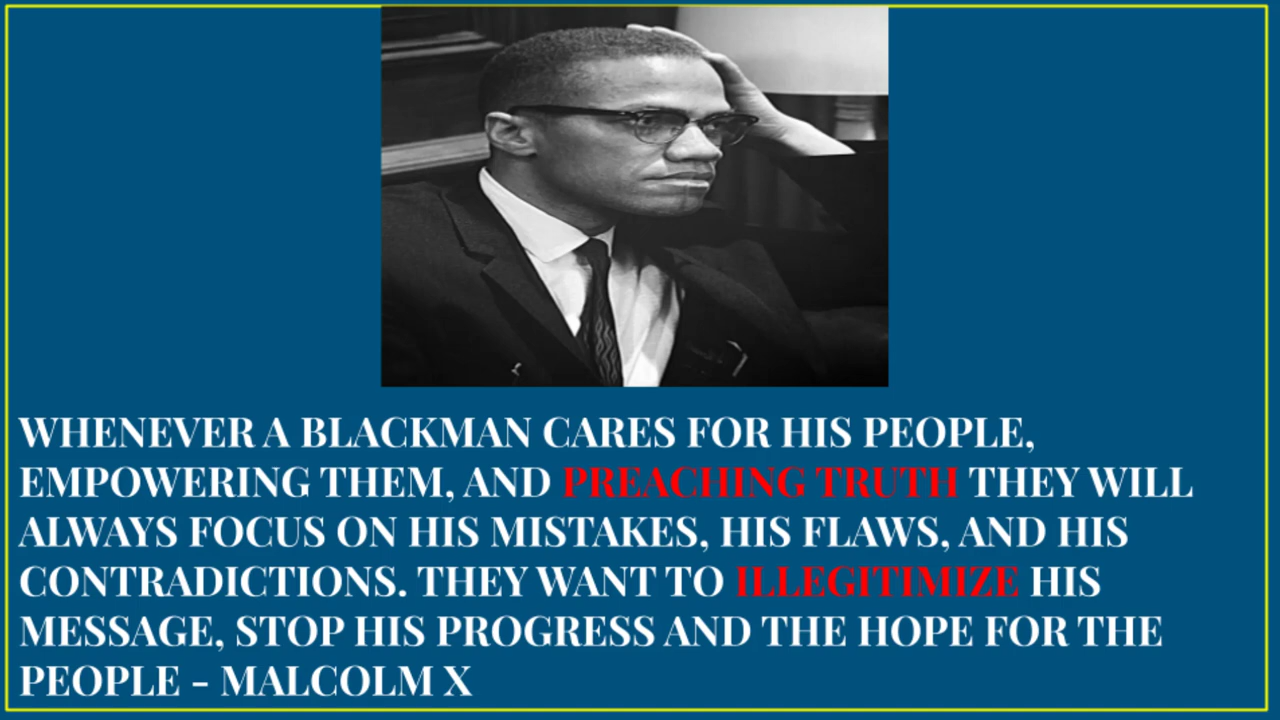 WHENEVER A BLACKMAN CARES FOR HIS PEOPLE,
EMPOWERING THEM, AND PREACHING TRUTH THEY WILL
ALWAYS FOCUS ON HIS MISTAKES, HIS FLAWS, AND HIS
CONTRADICTIONS. THEY WANT TO ILLEGITIMIZE HIS
MESSAGE, STOP HIS PROGRESS AND THE HOPE FOR THE
PEOPLE - MALCOLM X